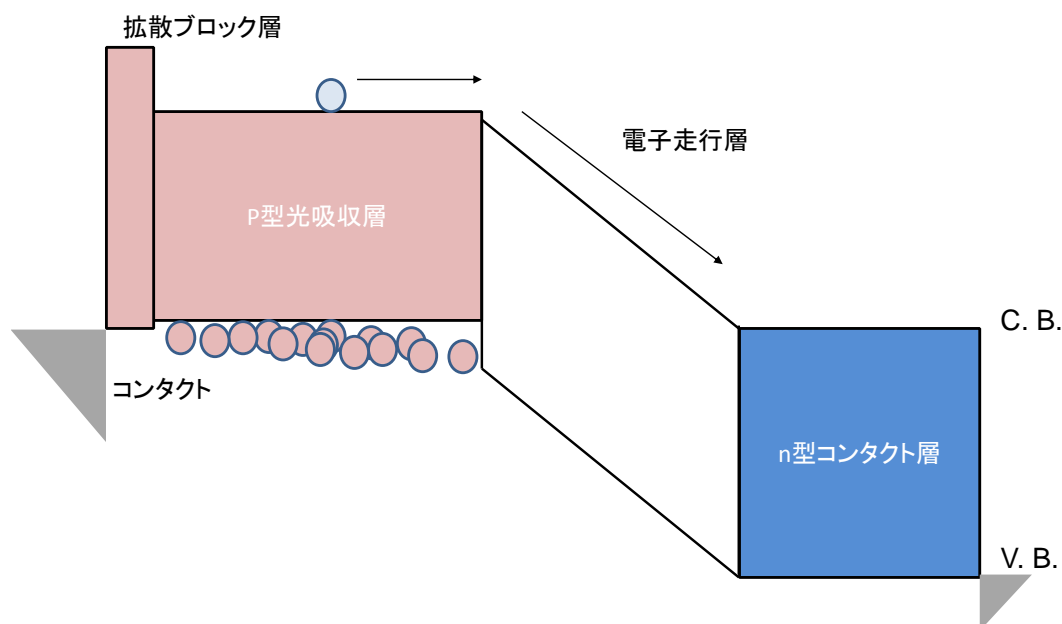 拡散ブロック層
電子走行層
P型光吸収層
C. B.
コンタクト
n型コンタクト層
V. B.